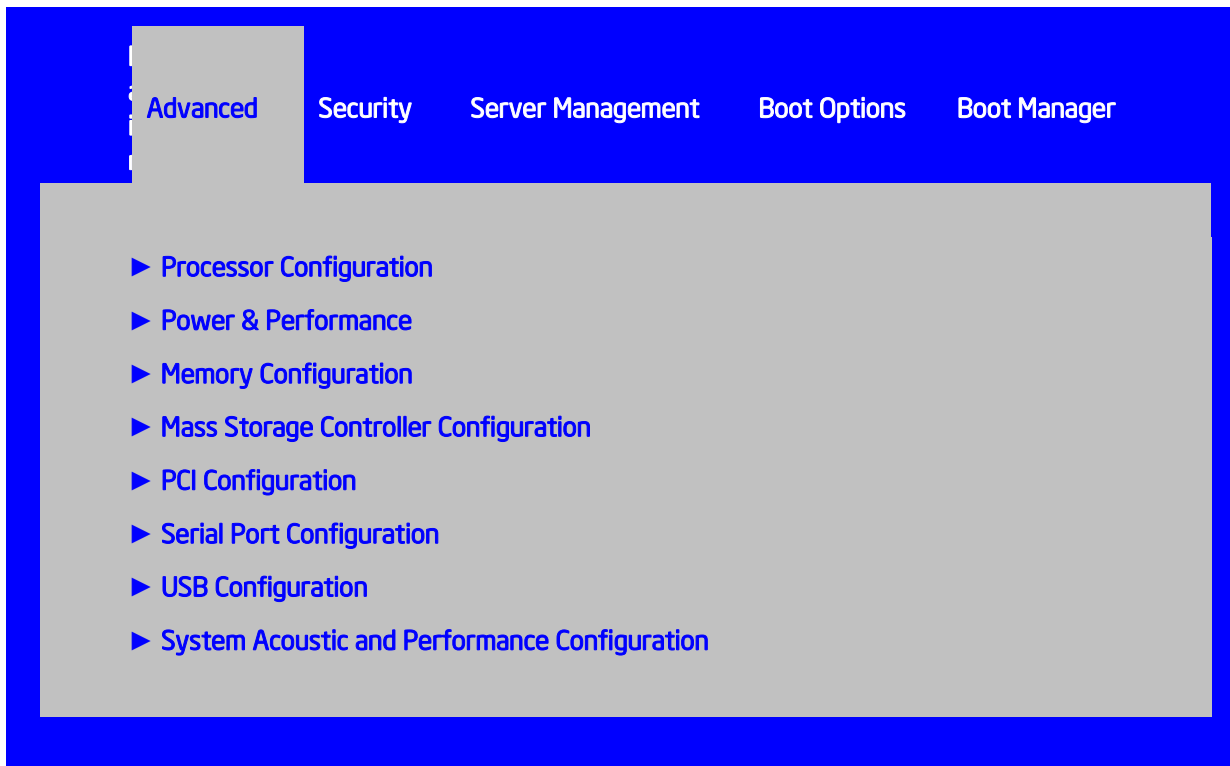 Advanced Security Server Management Boot Options Boot Manager
► Processor Configuration
► Power & Performance
► Memory Configuration
► Mass Storage Controller Configuration
► PCI Configuration
► Serial Port Configuration
► USB Configuration
► System Acoustic and Performance Configuration